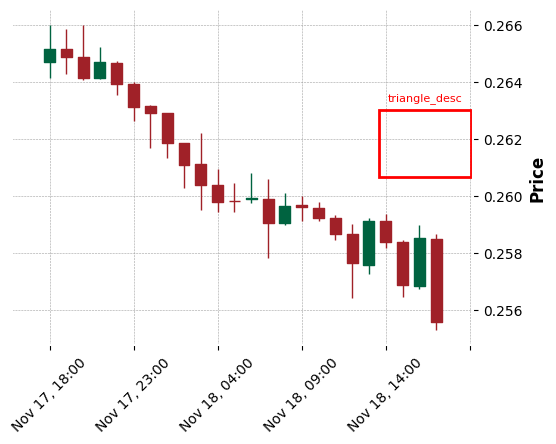 0.266
0.264
triangle_desc
0.262
0.260
0.258
0.256
Price
Nov 17, 18:00
Nov 17, 23:00
Nov 18, 04:00
Nov 18, 09:00
Nov 18, 14:00